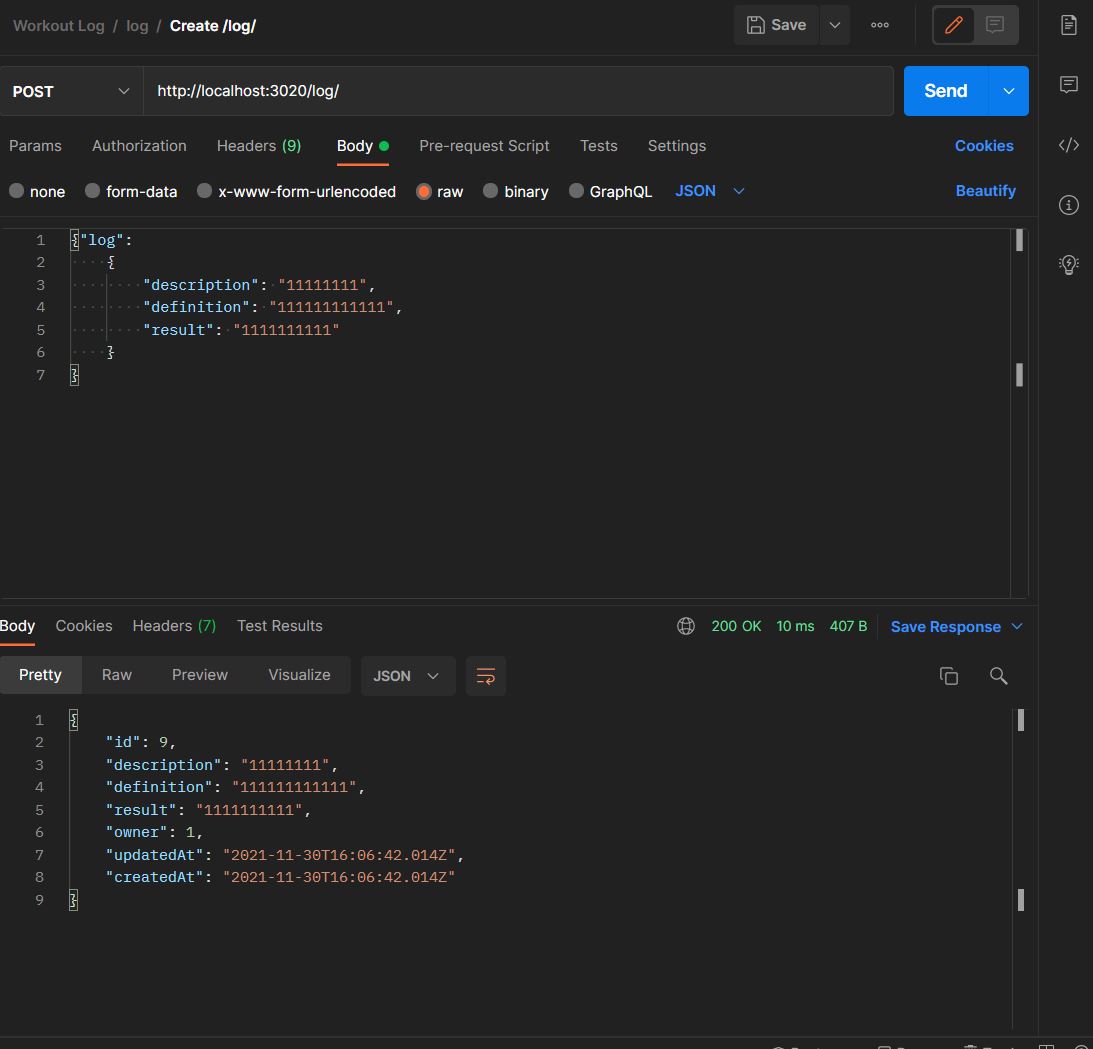 Workout Log / log / Create /log/
Save
POST http://localhost:3020/log/ Send
Params Authorization Headers (9) Body Pre-request Script Tests Settings Cookies
none form-data x-www-form-urlencoded raw binary GraphQL JSON Beautify
1 {"log":
2 {
3 "description": "11111111",
4 "definition": "111111111111",
5 "result": "1111111111"
6 }
7 }
Body Cookies Headers (7) Test Results 200 OK 10 ms 407 B Save Response
Pretty Raw Preview Visualize JSON
1 {
2 "id": 9,
3 "description": "11111111",
4 "definition": "111111111111",
5 "result": "1111111111",
6 "owner": 1,
7 "updatedAt": "2021-11-30T16:06:42.014Z",
8 "createdAt": "2021-11-30T16:06:42.014Z"
9 }